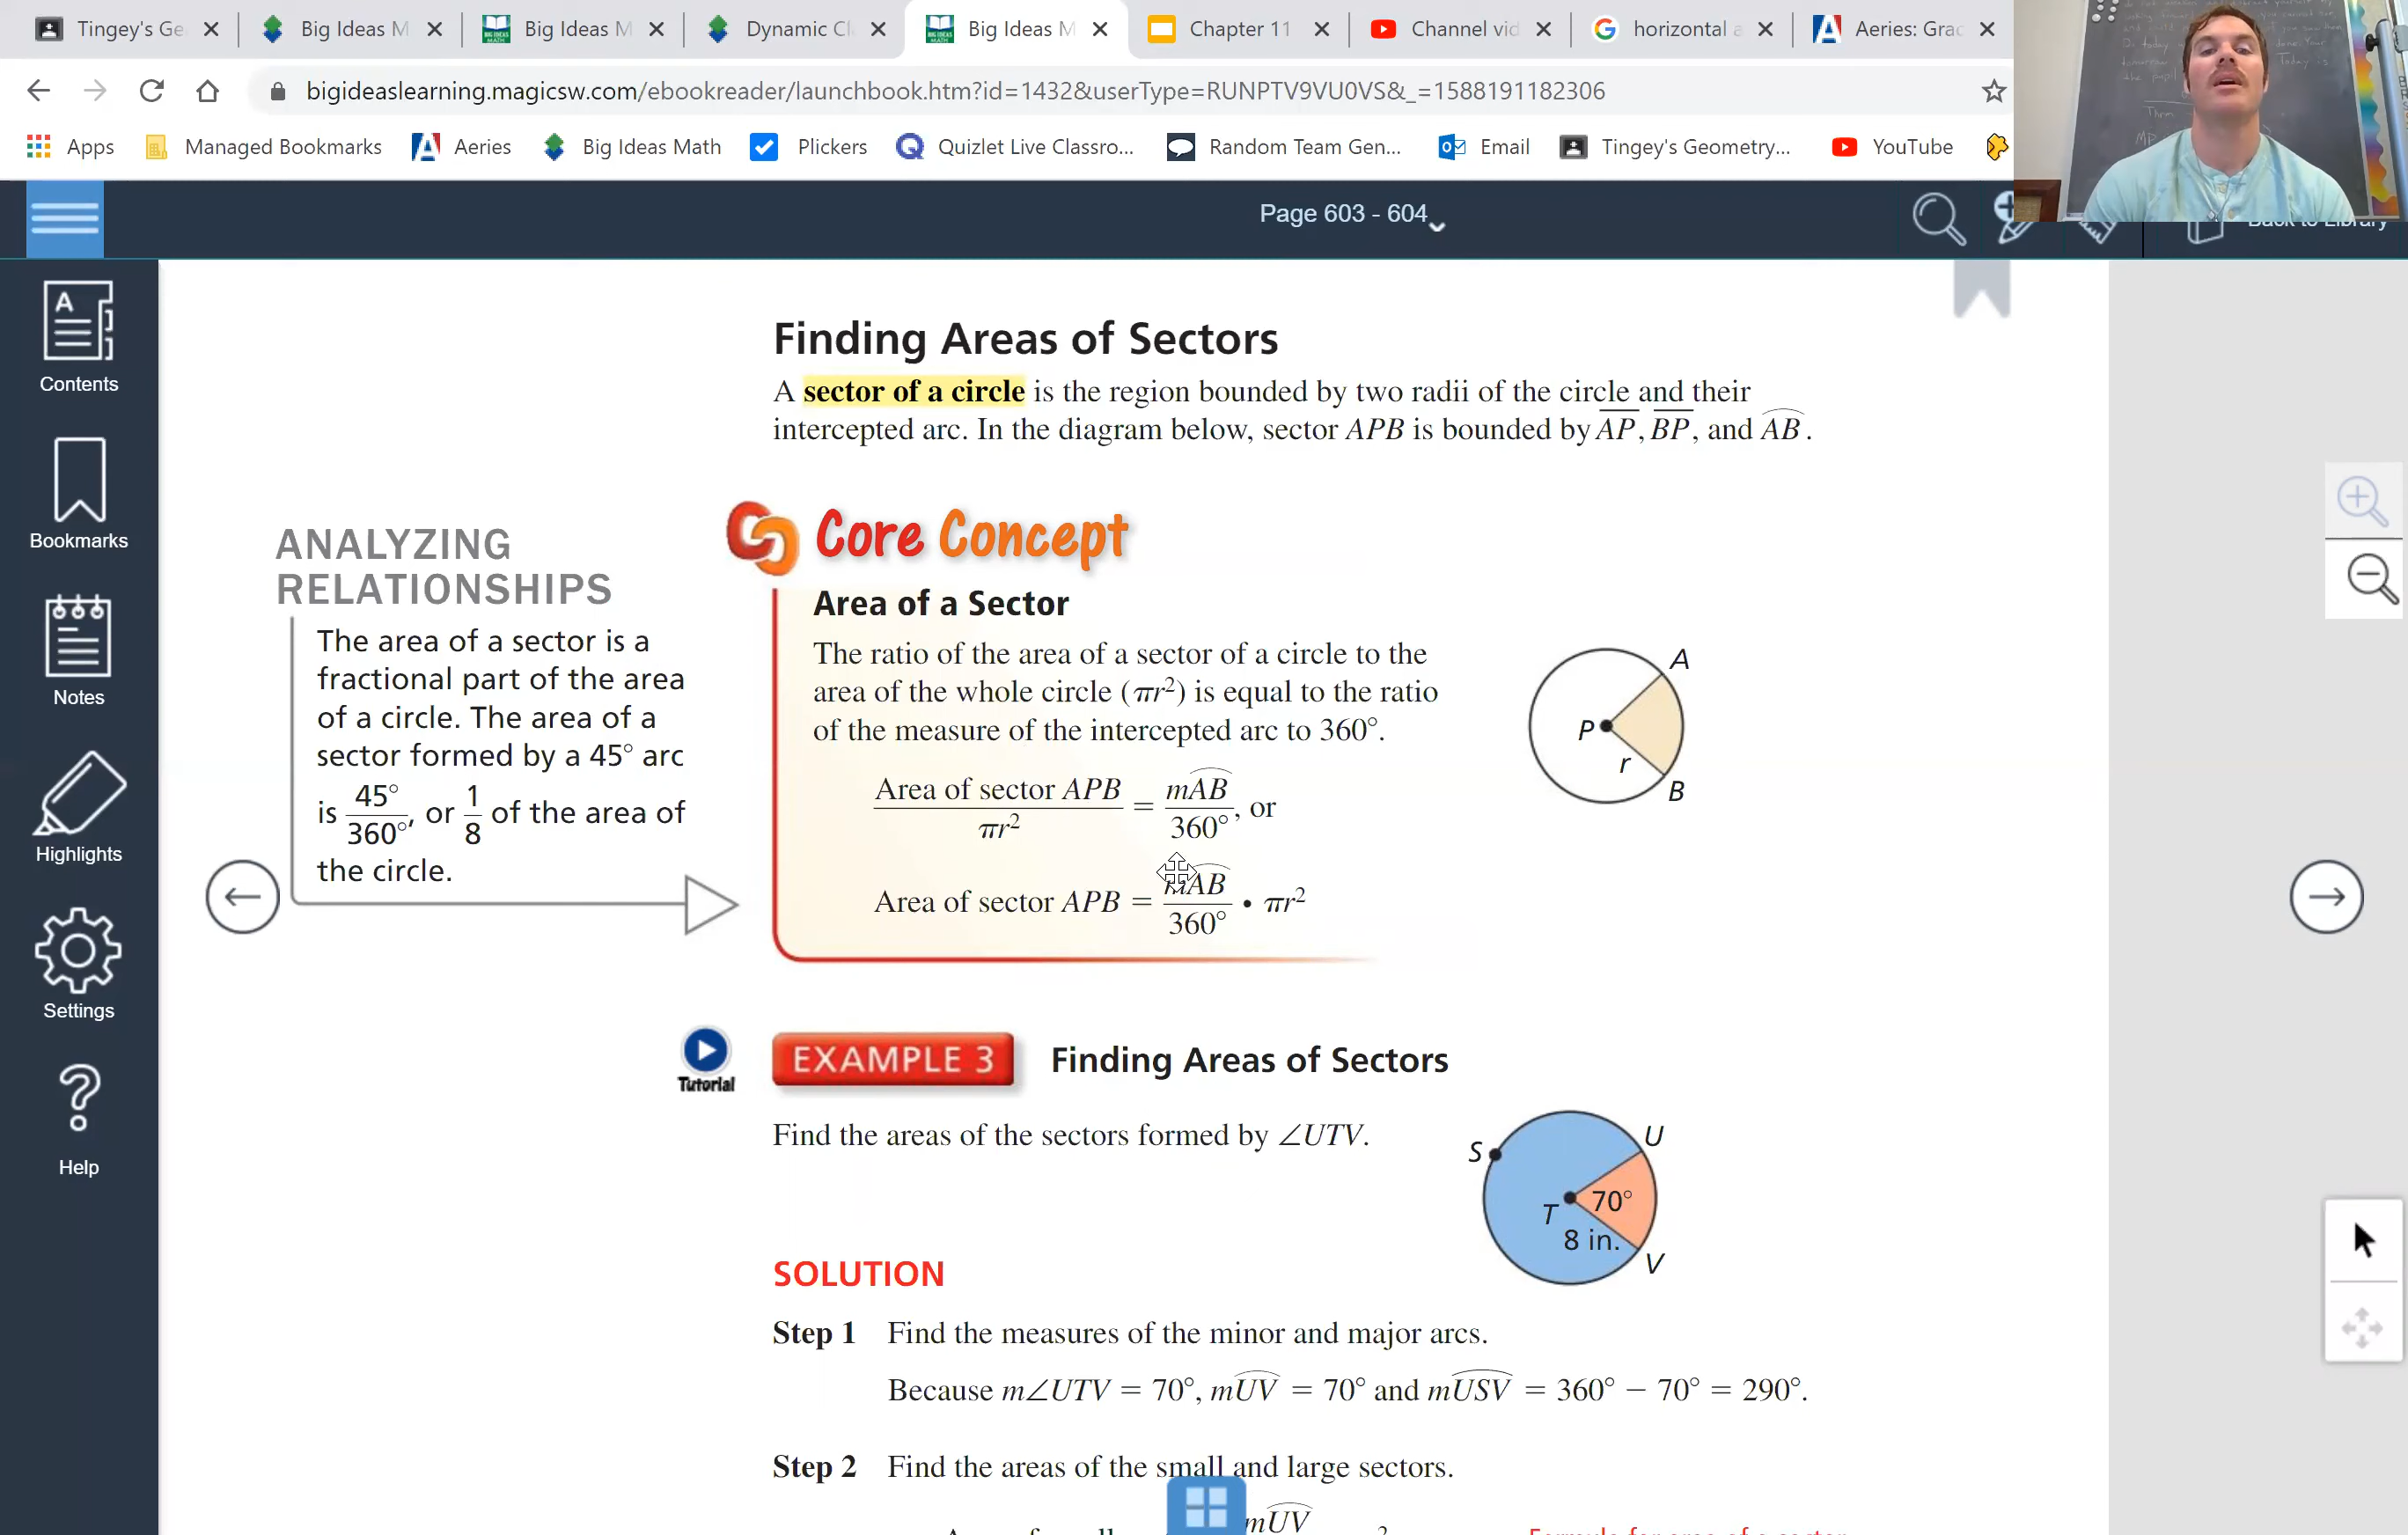 Tingey's Ge
Big Ideas M
Big Ideas M
Dynamic Cl
Big Ideas M
Chapter 11
Channel vid
horizontal a
Aeries: Grac
bigideaslearning.magicsw.com/ebookreader/launchbook.htm?id=1432&userType=RUNPTV9VU0VS&_=1588191182306
Apps
Managed Bookmarks
Aeries
Big Ideas Math
Plickers
Quizlet Live Classro...
Random Team Gen...
Email
Tingey's Geometry...
YouTube
Page 603 - 604
Back to Library
Contents
Bookmarks
Notes
Highlights
Settings
Help
Finding Areas of Sectors
A sector of a circle is the region bounded by two radii of the circle and their
intercepted arc. In the diagram below, sector APB is bounded by A̅P̅, B̅P̅, and A͡B.
ANALYZING
RELATIONSHIPS
The area of a sector is a
fractional part of the area
of a circle. The area of a
sector formed by a 45° arc
is 45°/360°, or 1/8 of the area of
the circle.
Core Concept
Area of a Sector
The ratio of the area of a sector of a circle to the
area of the whole circle (πr²) is equal to the ratio
of the measure of the intercepted arc to 360°.
Area of sector APB / πr² = mA͡B / 360°, or
Area of sector APB = mA͡B / 360° • πr²
A
P
r
B
Tutorial
EXAMPLE 3
Finding Areas of Sectors
Find the areas of the sectors formed by ∠UTV.
S
U
T
70°
8 in.
V
SOLUTION
Step 1 Find the measures of the minor and major arcs.
Because m∠UTV = 70°, mU͡V = 70° and mU͡SV = 360° − 70° = 290°.
Step 2 Find the areas of the small and large sectors.
mU͡V